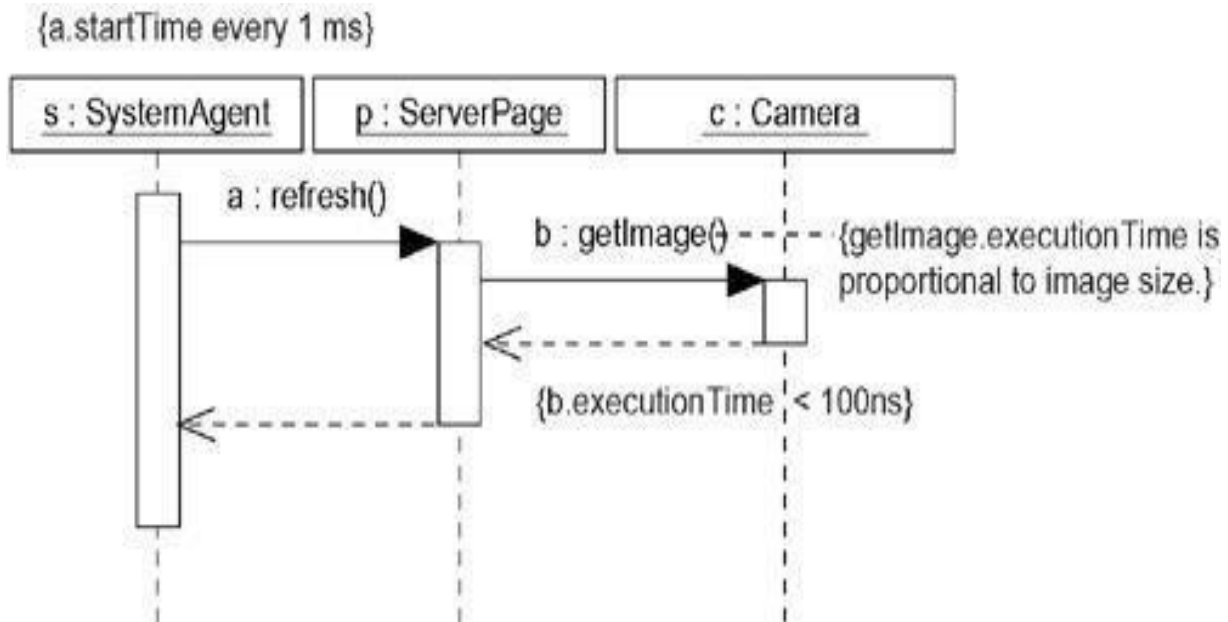 {a.startTime every 1 ms}
s : SystemAgent
p : ServerPage
c : Camera
a : refresh()
b : getImage()
{getImage.executionTime is
proportional to image size.}
{b.executionTime < 100ns}